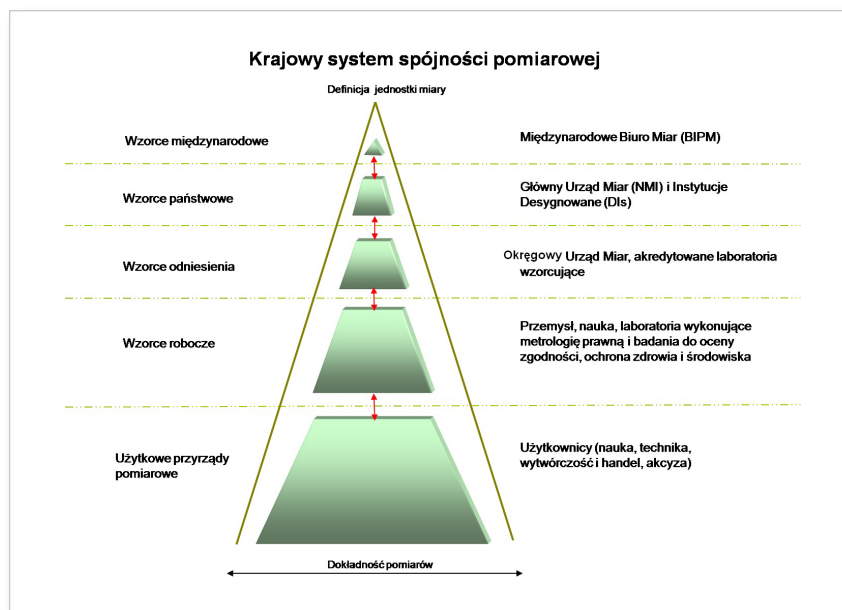 Krajowy system spójności pomiarowej
Definicja jednostki miary
Wzorce międzynarodowe
Międzynarodowe Biuro Miar (BIPM)
Wzorce państwowe
Główny Urząd Miar (NMI) i Instytucje
Desygnowane (DIs)
Wzorce odniesienia
Okręgowy Urząd Miar, akredytowane laboratoria
wzorcujące
Wzorce robocze
Przemysł, nauka, laboratoria wykonujące
metrologię prawną i badania do oceny
zgodności, ochrona zdrowia i środowiska
Użytkowe przyrządy
pomiarowe
Użytkownicy (nauka, technika,
wytwórczość i handel, akcyza)
Dokładność pomiarów